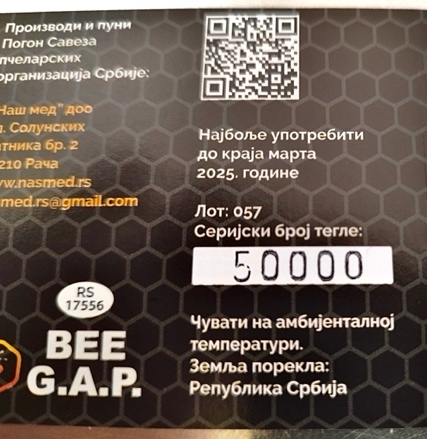 Производи и пуни
Погон Савеза
пчеларских
организација Србије:
"Наш мед" доо
Солунских
бр. 2
210 Рача
www.nasmed.rs
med.rs@gmail.com
Најбоље употребити
до краја марта
2025. године
Лот: 057
Серијски број тегле:
50000
RS
17556
BEE
G.A.P.
Чувати на амбијенталној
температури.
Земља порекла:
Република Србија